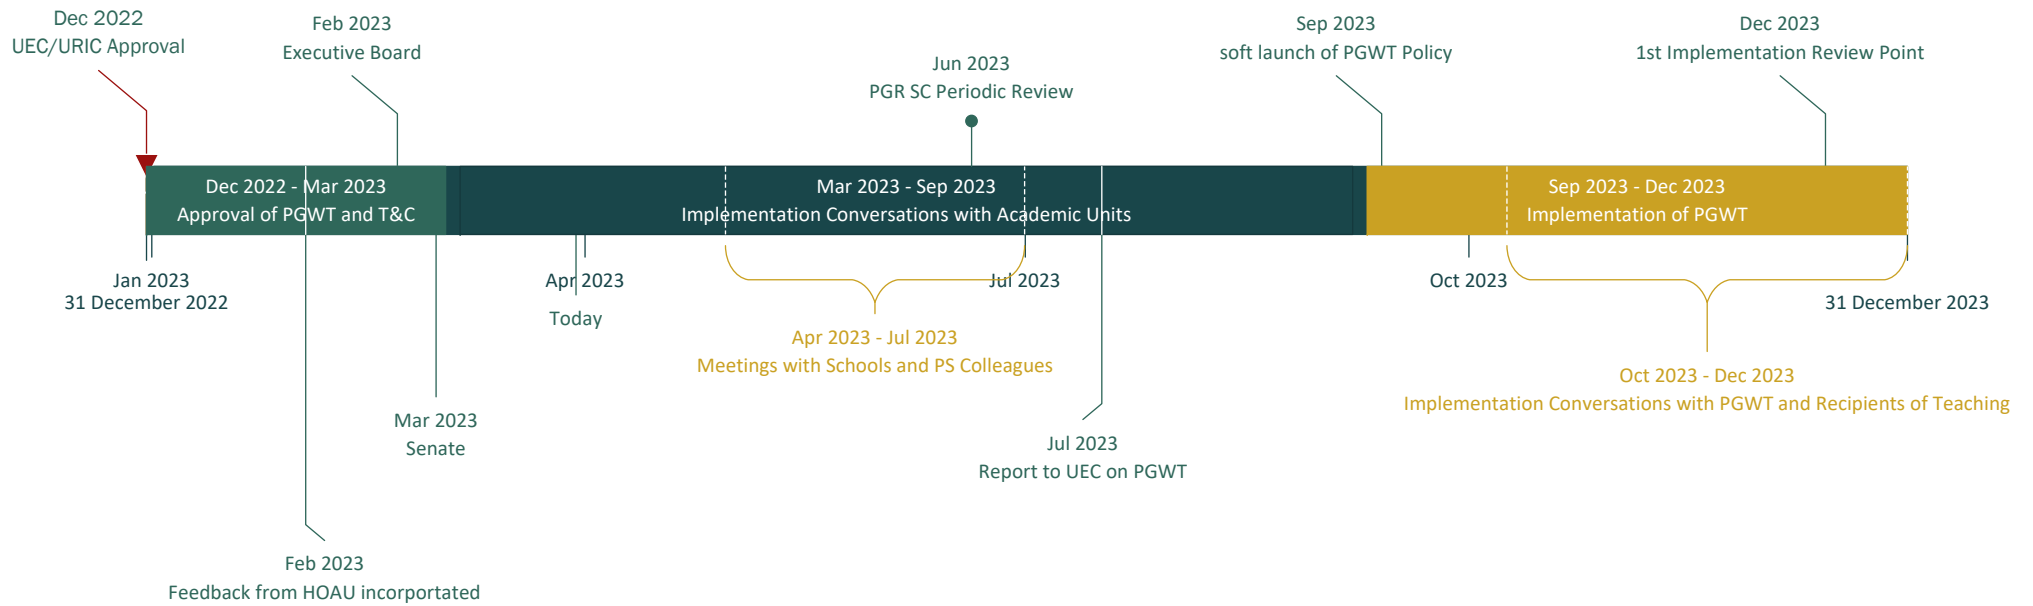 Dec 2022
UEC/URIC Approval
Feb 2023
Executive Board
Jun 2023
PGR SC Periodic Review
Sep 2023
soft launch of PGWT Policy
Dec 2023
1st Implementation Review Point
Dec 2022 - Mar 2023
Approval of PGWT and T&C
Mar 2023 - Sep 2023
Implementation Conversations with Academic Units
Sep 2023 - Dec 2023
Implementation of PGWT
Jan 2023
31 December 2022
Apr 2023
Today
Jul 2023
Oct 2023
31 December 2023
Apr 2023 - Jul 2023
Meetings with Schools and PS Colleagues
Oct 2023 - Dec 2023
Implementation Conversations with PGWT and Recipients of Teaching
Mar 2023
Senate
Jul 2023
Report to UEC on PGWT
Feb 2023
Feedback from HOAU incorportated